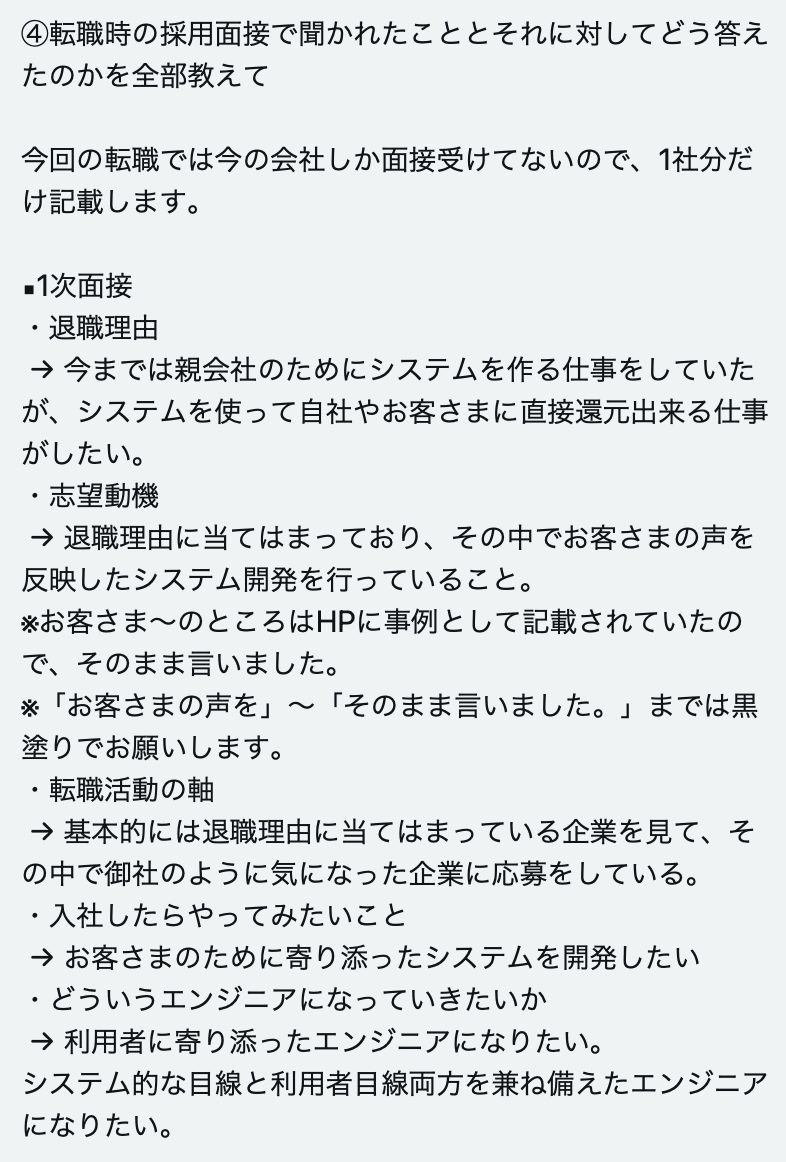 ④転職時の採用面接で聞かれたこととそれに対してどう答え
たのかを全部教えて
今回の転職では今の会社しか面接受けてないので、1社分だ
け記載します。
▪1次面接
・退職理由
→ 今までは親会社のためにシステムを作る仕事をしていた
が、システムを使って自社やお客さまに直接還元出来る仕事
がしたい。
・志望動機
→ 退職理由に当てはまっており、その中でお客さまの声を
反映したシステム開発を行っていること。
※お客さま〜のところはHPに事例として記載されていたの
で、そのまま言いました。
※「お客さまの声を」〜「そのまま言いました。」までは黒
塗りでお願いします。
・転職活動の軸
→ 基本的には退職理由に当てはまっている企業を見て、そ
の中で御社のように気になった企業に応募をしている。
・入社したらやってみたいこと
→ お客さまのために寄り添ったシステムを開発したい
・どういうエンジニアになっていきたいか
→ 利用者に寄り添ったエンジニアになりたい。
システム的な目線と利用者目線両方を兼ね備えたエンジニア
になりたい。